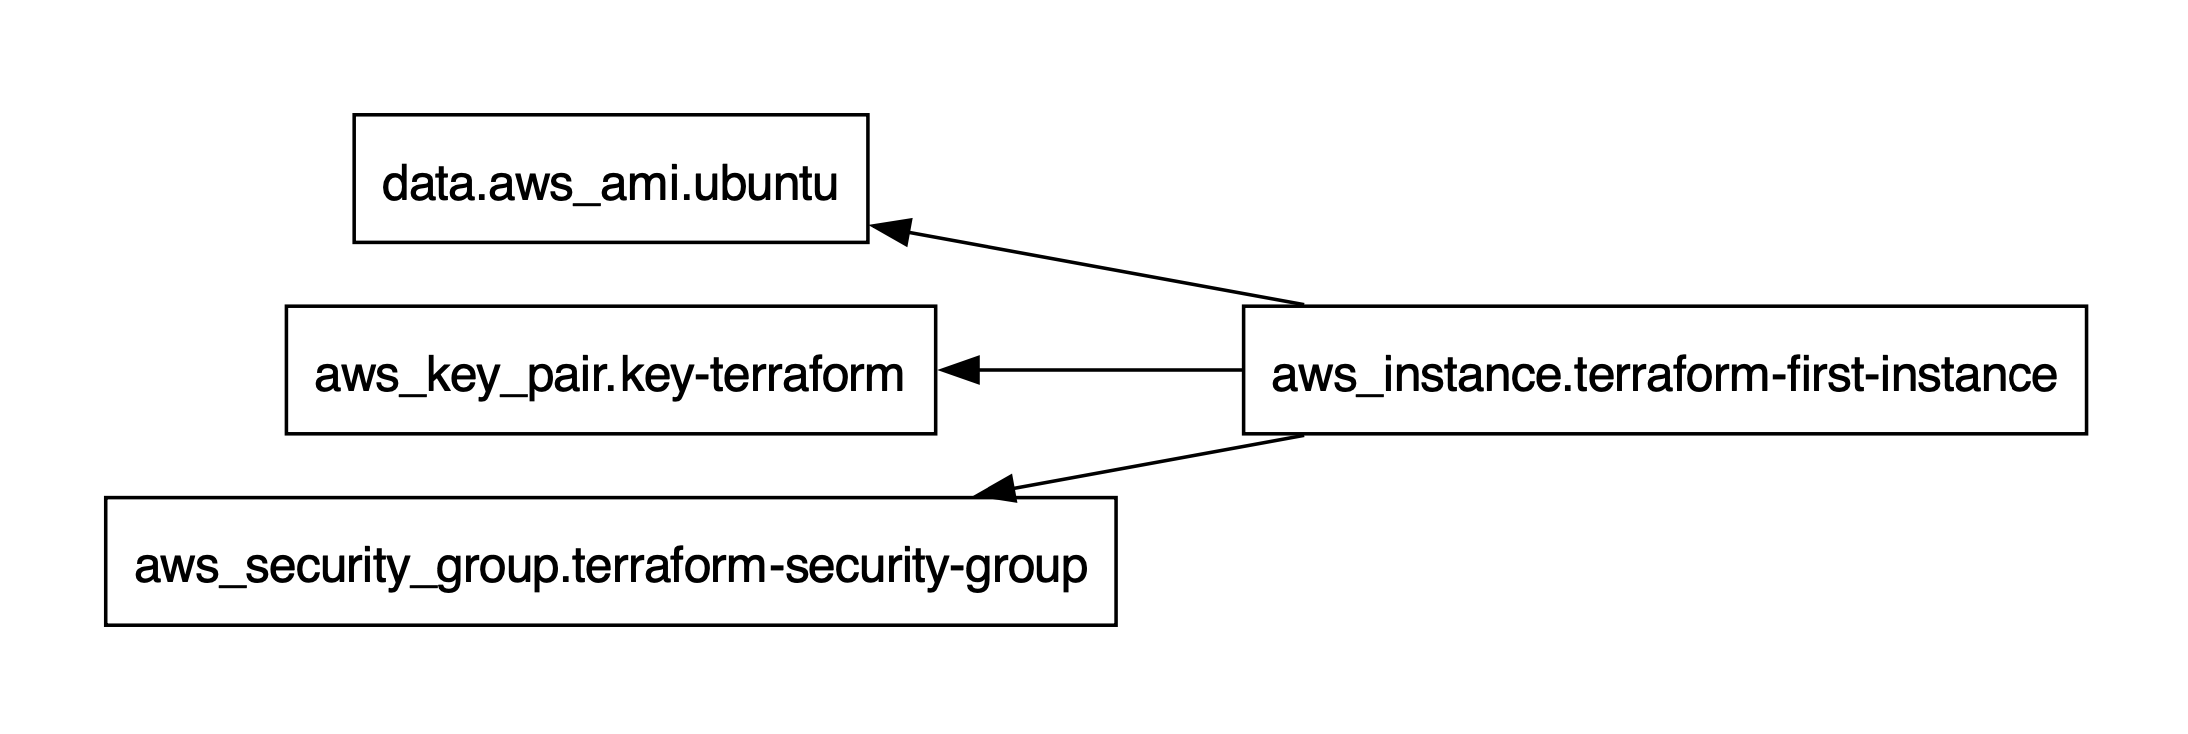 data.aws_ami.ubuntu
aws_key_pair.key-terraform
aws_instance.terraform-first-instance
aws_security_group.terraform-security-group